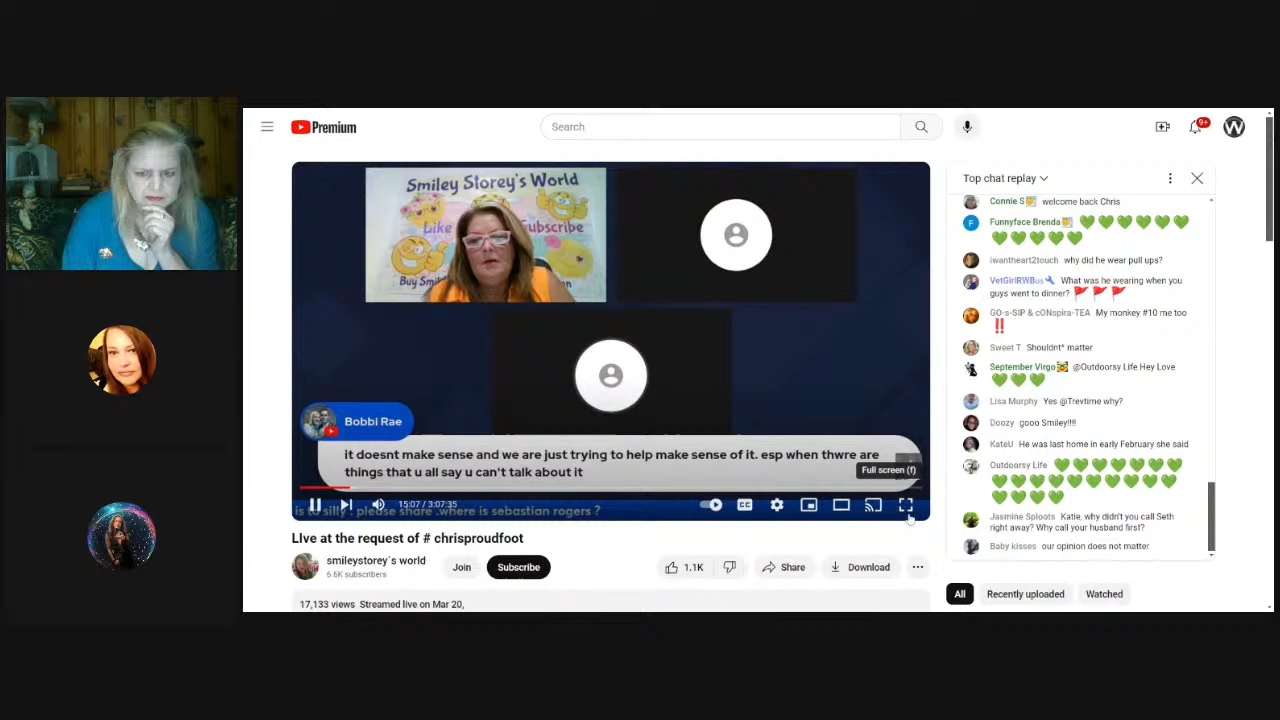 Premium
Search
9+
W
Smiley Storey's World
Like
Subscribe
Bobbi Rae
it doesnt make sense and we are just trying to help make sense of it. esp when thwre are
things that u all say u can't talk about it
Full screen (f)
15:07 / 3:07:35
CC
is to silly . please share .where is sebastian rogers ?
LIve at the request of # chrisproudfoot
smileystorey`s world
6.6K subscribers
Join
Subscribe
1.1K
Share
Download
17,133 views Streamed live on Mar 20,
Top chat replay
Connie S welcome back Chris
F Funnyface Brenda
iwantheart2touch why did he wear pull ups?
VetGirlRWB What was he wearing when you
guys went to dinner?
GO-s-SIP & cONspira-TEA My monkey #10 me too
Sweet T Shouldnt* matter
September Virgo @Outdoorsy Life Hey Love
Lisa Murphy Yes @Trevtime why?
Doozy gooo Smiley!!!!
KateU He was last home in early February she said
Outdoorsy Life
Jasmine Sploots Katie, why didn't you call Seth
right away? Why call your husband first?
Baby kisses our opinion does not matter
All
Recently uploaded
Watched